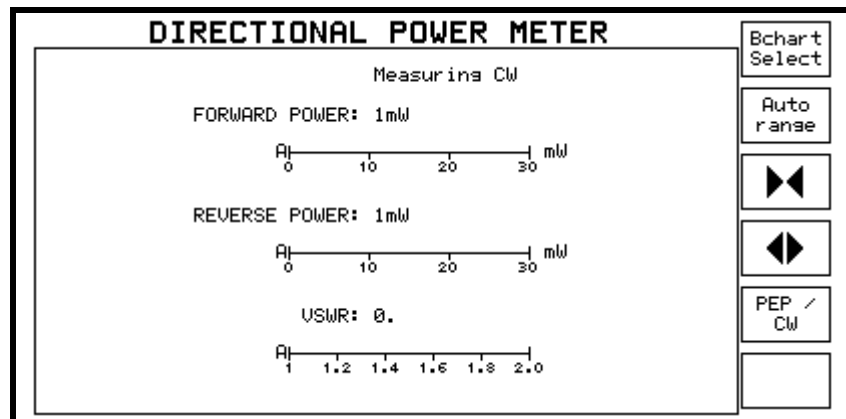 DIRECTIONAL POWER METER
Measuring CW
FORWARD POWER: 1mW
A mW
0 10 20 30
REVERSE POWER: 1mW
A mW
0 10 20 30
VSWR: 0.
A
1 1.2 1.4 1.6 1.8 2.0
Bchart
Select
Auto
range
PEP /
CW